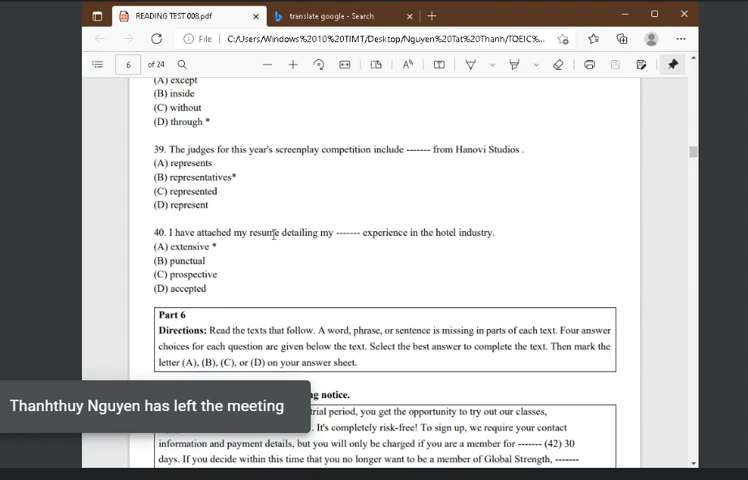 READING TEST 008.pdf
translate google - Search
File
C:/Users/Windows%2010%20TIMT/Desktop/Nguyen%20Tat%20Thanh/TOEIC%...
6 of 24
(A) except
(B) inside
(C) without
(D) through *
39. The judges for this year's screenplay competition include ------- from Hanovi Studios .
(A) represents
(B) representatives*
(C) represented
(D) represent
40. I have attached my resume detailing my ------- experience in the hotel industry.
(A) extensive *
(B) punctual
(C) prospective
(D) accepted
Part 6
Directions: Read the texts that follow. A word, phrase, or sentence is missing in parts of each text. Four answer
choices for each question are given below the text. Select the best answer to complete the text. Then mark the
letter (A), (B), (C), or (D) on your answer sheet.
notice.
trial period, you get the opportunity to try out our classes,
It's completely risk-free! To sign up, we require your contact
information and payment details, but you will only be charged if you are a member for ------- (42) 30
days. If you decide within this time that you no longer want to be a member of Global Strength, -------
Thanhthuy Nguyen has left the meeting